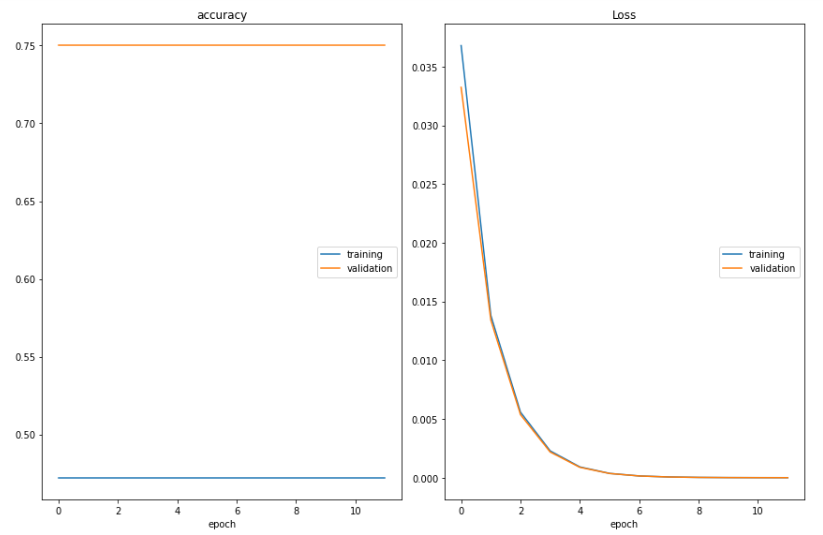 accuracy
0.75
0.70
0.65
0.60
0.55
0.50
training
validation
0 2 4 6 8 10
epoch
Loss
0.035
0.030
0.025
0.020
0.015
0.010
0.005
0.000
training
validation
0 2 4 6 8 10
epoch